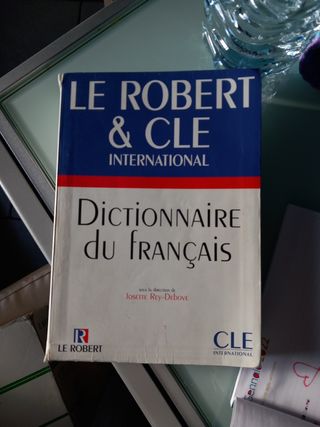 LE ROBERT
& CLE
INTERNATIONAL
Dictionnaire
du français
sous la direction de
Josette Rey-Debove
R
LE ROBERT
CLE
INTERNATIONAL